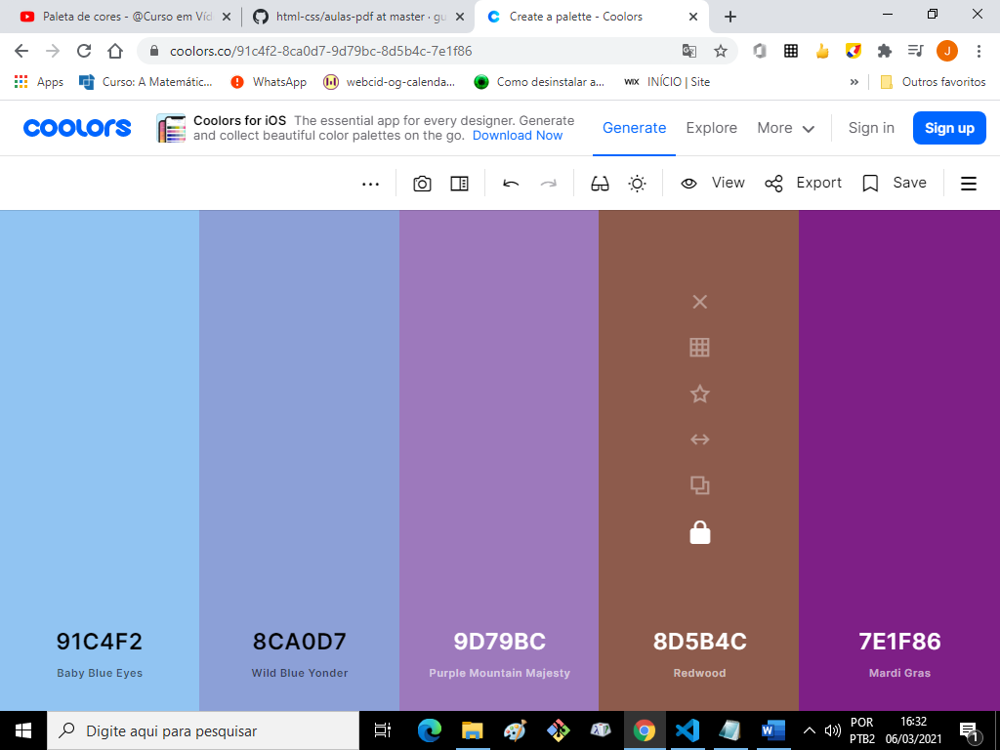 Paleta de cores - @Curso em Víd
html-css/aulas-pdf at master · gu
Create a palette - Coolors
coolors.co/91c4f2-8ca0d7-9d79bc-8d5b4c-7e1f86
J
Apps
Curso: A Matemátic...
WhatsApp
webcid-og-calenda...
Como desinstalar a...
WIX
INÍCIO | Site
»
Outros favoritos
coolors
Coolors for iOS The essential app for every designer. Generate
and collect beautiful color palettes on the go. Download Now
Generate
Explore
More
Sign in
Sign up
View
Export
Save
91C4F2
8CA0D7
9D79BC
8D5B4C
7E1F86
Baby Blue Eyes
Wild Blue Yonder
Purple Mountain Majesty
Redwood
Mardi Gras
Digite aqui para pesquisar
POR
PTB2
16:32
06/03/2021
1